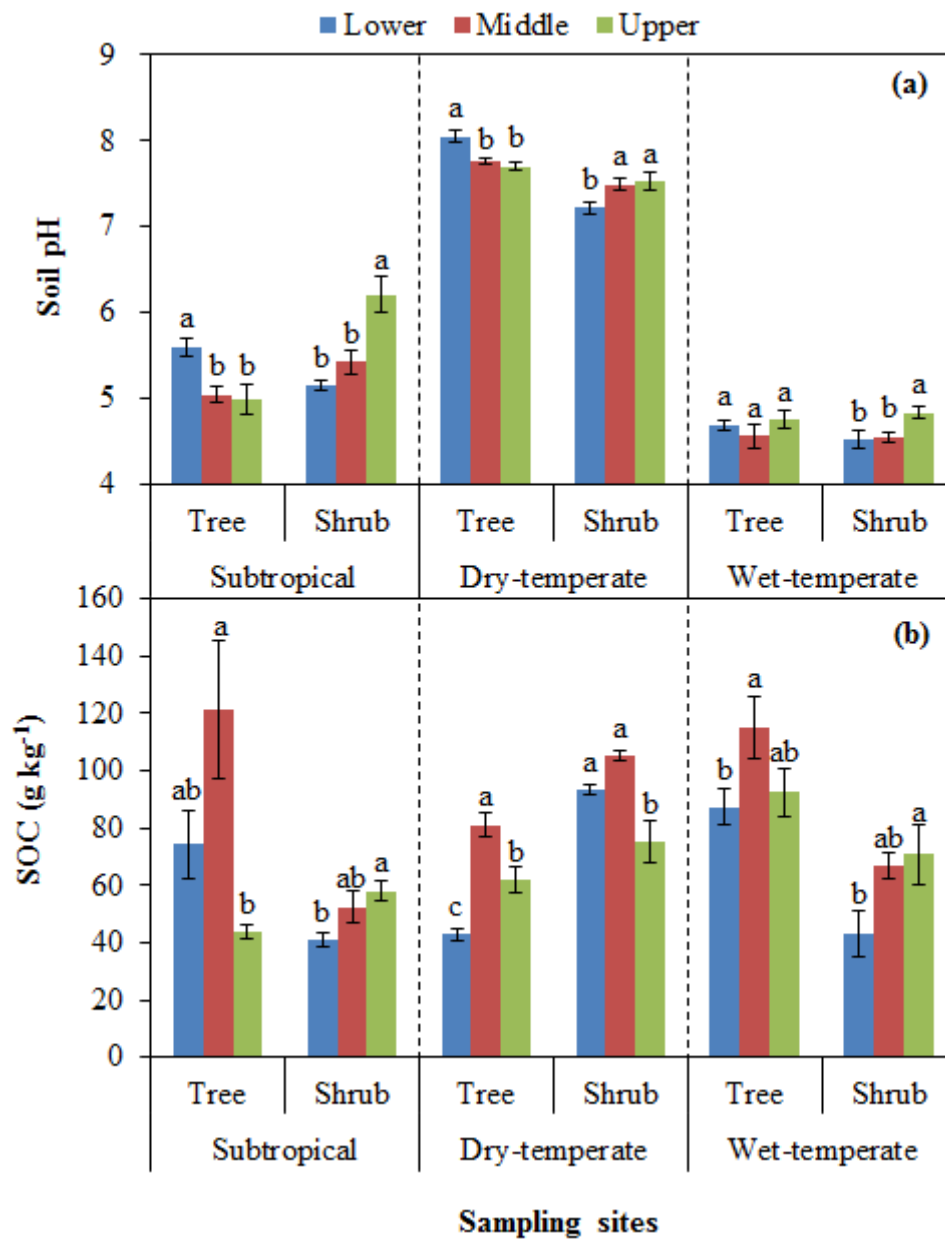 Lower Middle Upper
(a)
9
8
7
6
5
4
Soil pH
a b b b b a
a b b b a a
a a a b b a
Tree Shrub Tree Shrub Tree Shrub
Subtropical Dry-temperate Wet-temperate
(b)
160
140
120
100
80
60
40
20
0
SOC (g kg-1)
ab a b b ab a
c a b a a b
b a ab b ab a
Tree Shrub Tree Shrub Tree Shrub
Subtropical Dry-temperate Wet-temperate
Sampling sites